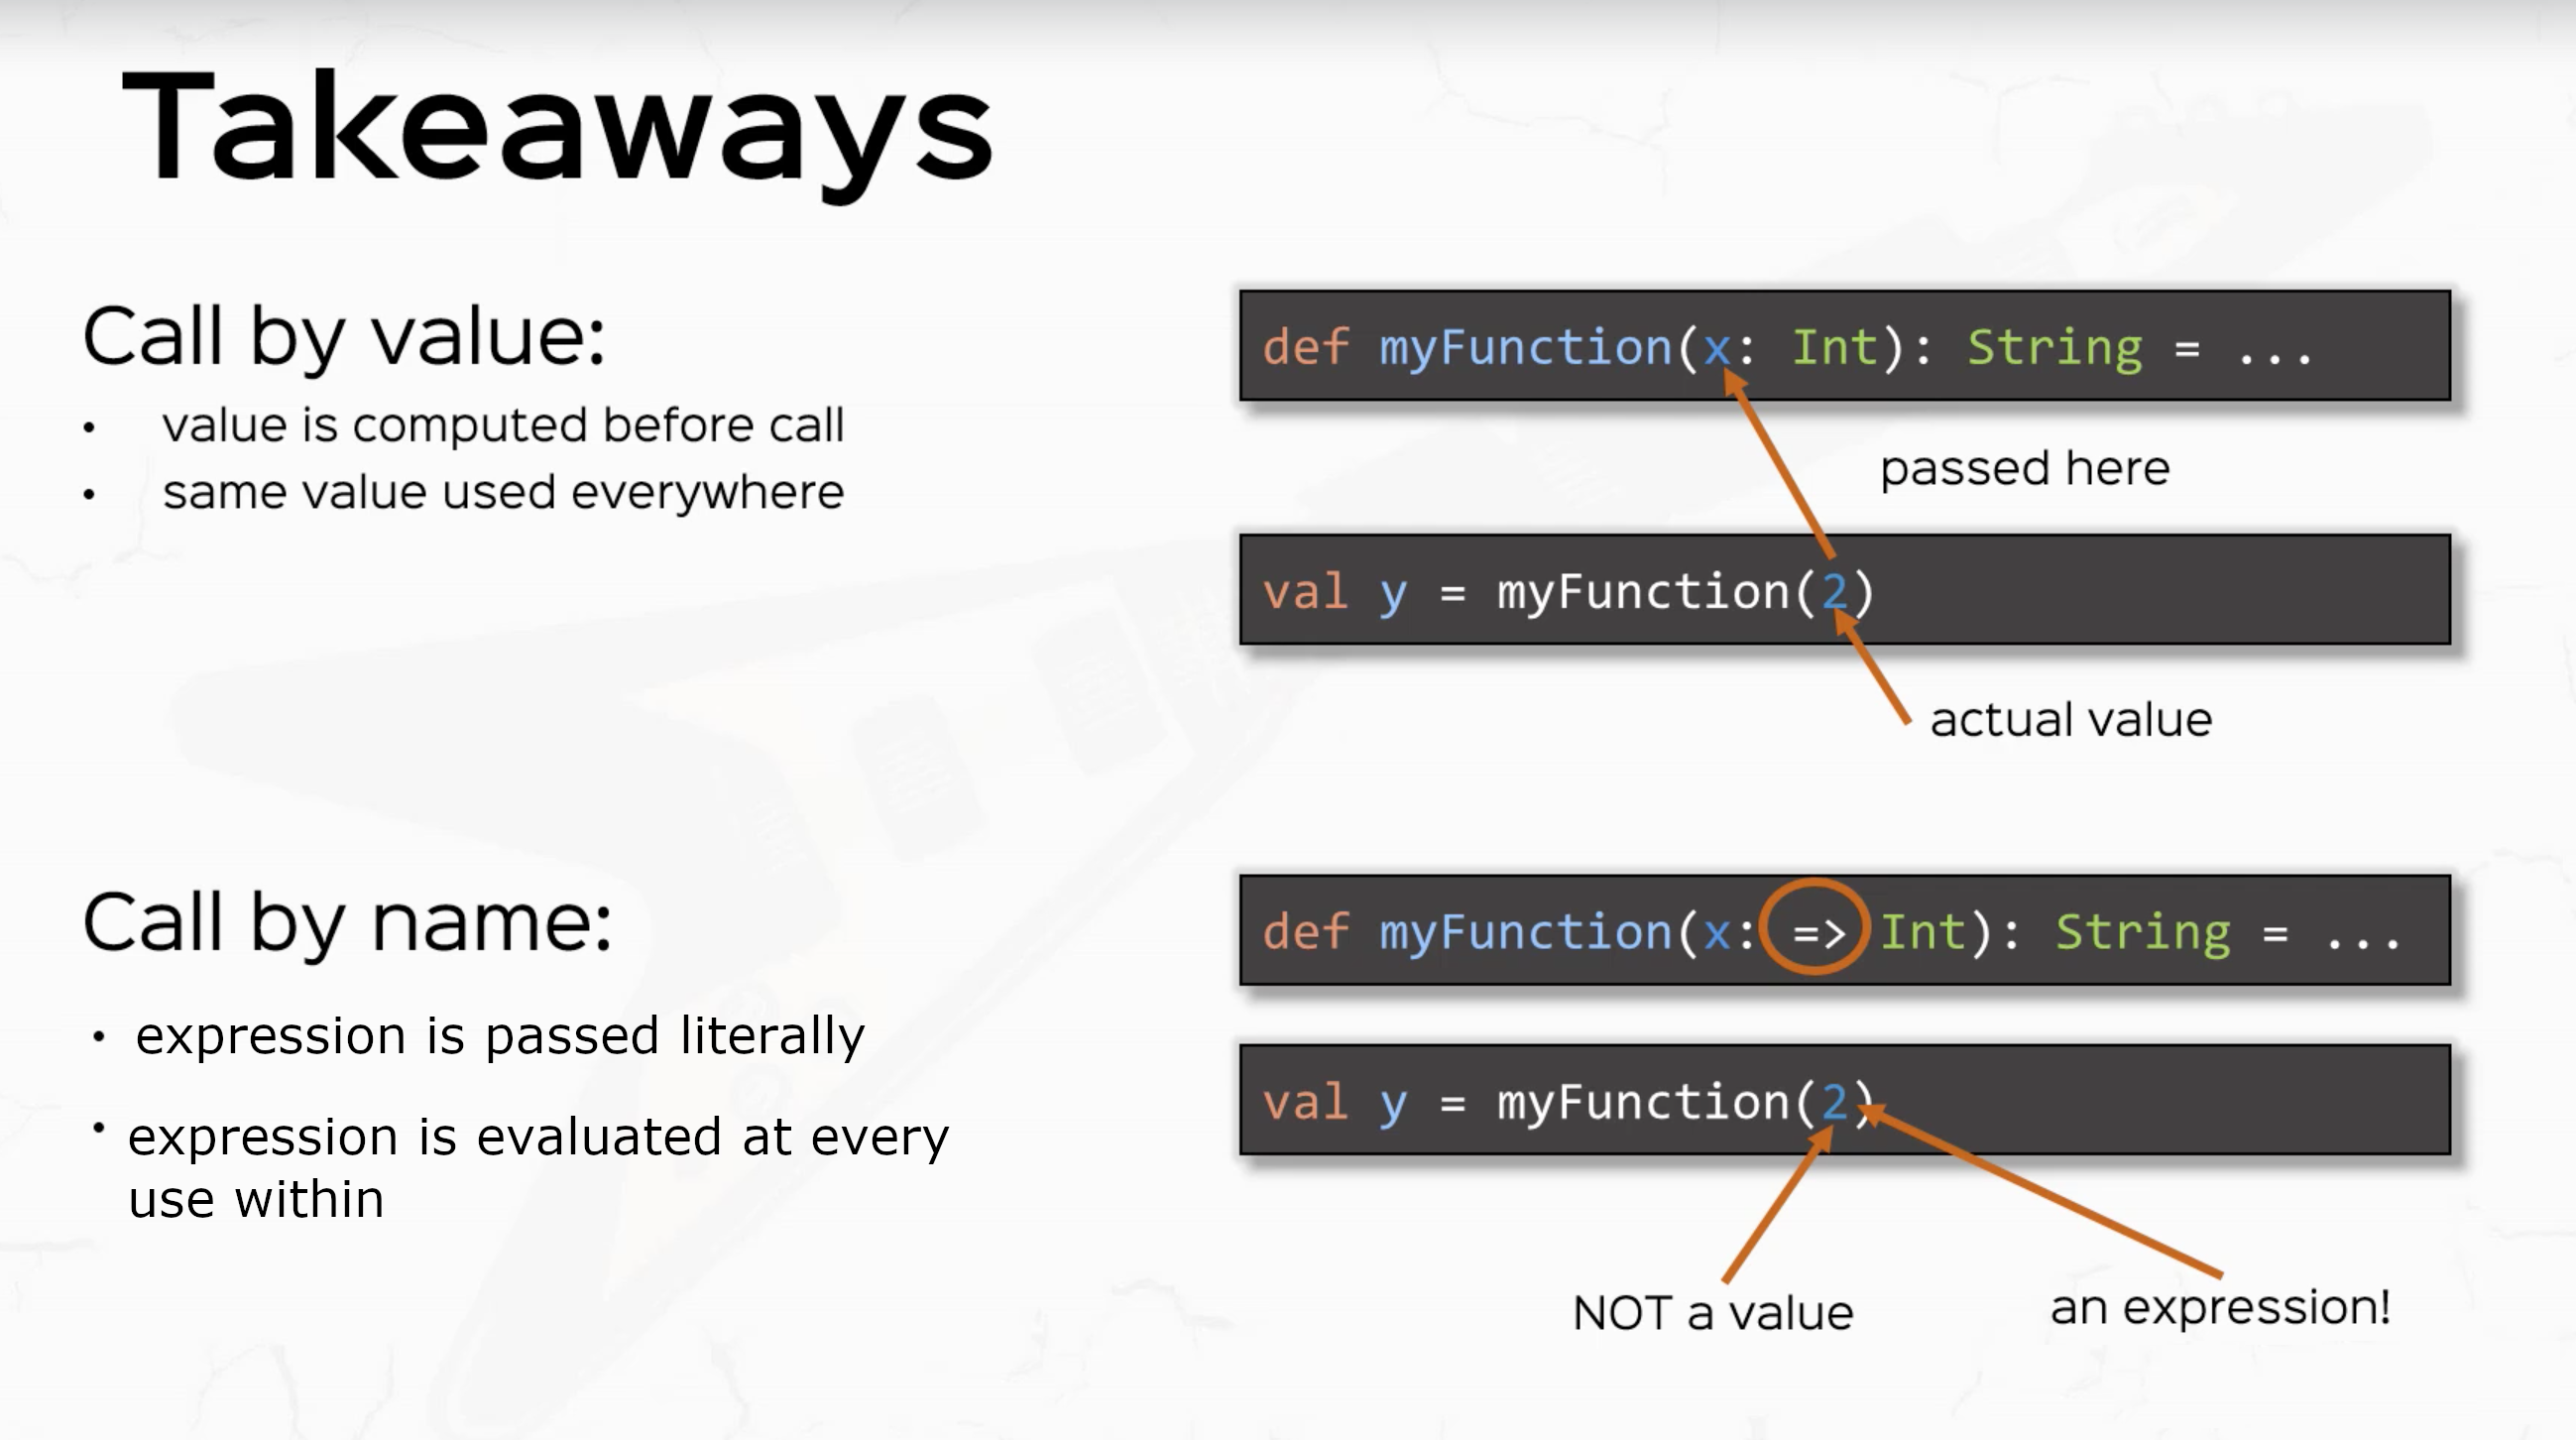 Takeaways
Call by value:
• value is computed before call
• same value used everywhere
def myFunction(x: Int): String = ...
passed here
val y = myFunction(2)
actual value
Call by name:
• expression is passed literally
• expression is evaluated at every
use within
def myFunction(x: => Int): String = ...
val y = myFunction(2)
NOT a value
an expression!